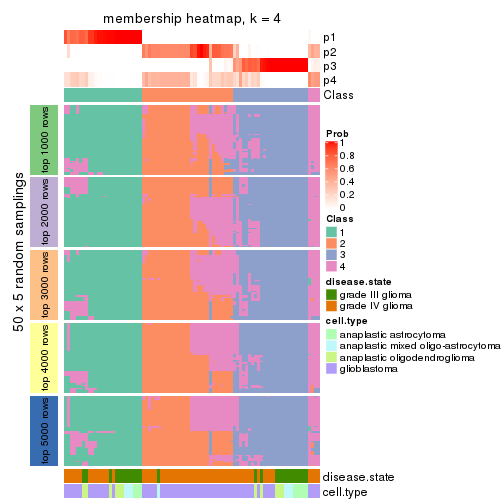 membership heatmap, k = 4
p1
p2
p3
p4
Class
50 x 5 random samplings
top 1000 rows
top 2000 rows
top 3000 rows
top 4000 rows
top 5000 rows
disease.state
cell.type
Prob
1
0.8
0.6
0.4
0.2
0
Class
1
2
3
4
disease.state
grade III glioma
grade IV glioma
cell.type
anaplastic astrocytoma
anaplastic mixed oligo-astrocytoma
anaplastic oligodendroglioma
glioblastoma